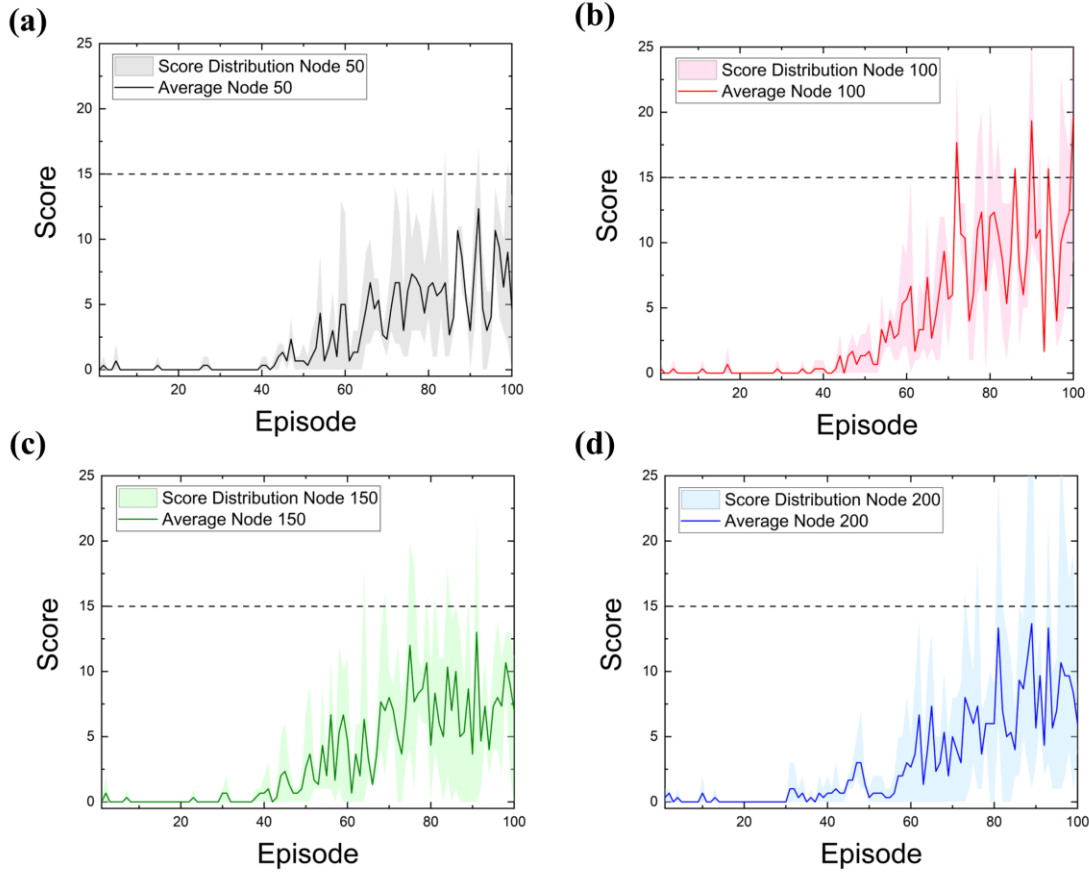 (a)
25
20
15
10
5
0
Score
Score Distribution Node 50
Average Node 50
20 40 60 80 100
Episode
(b)
25
20
15
10
5
0
Score
Score Distribution Node 100
Average Node 100
20 40 60 80 100
Episode
(c)
25
20
15
10
5
0
Score
Score Distribution Node 150
Average Node 150
20 40 60 80 100
Episode
(d)
25
20
15
10
5
0
Score
Score Distribution Node 200
Average Node 200
20 40 60 80 100
Episode